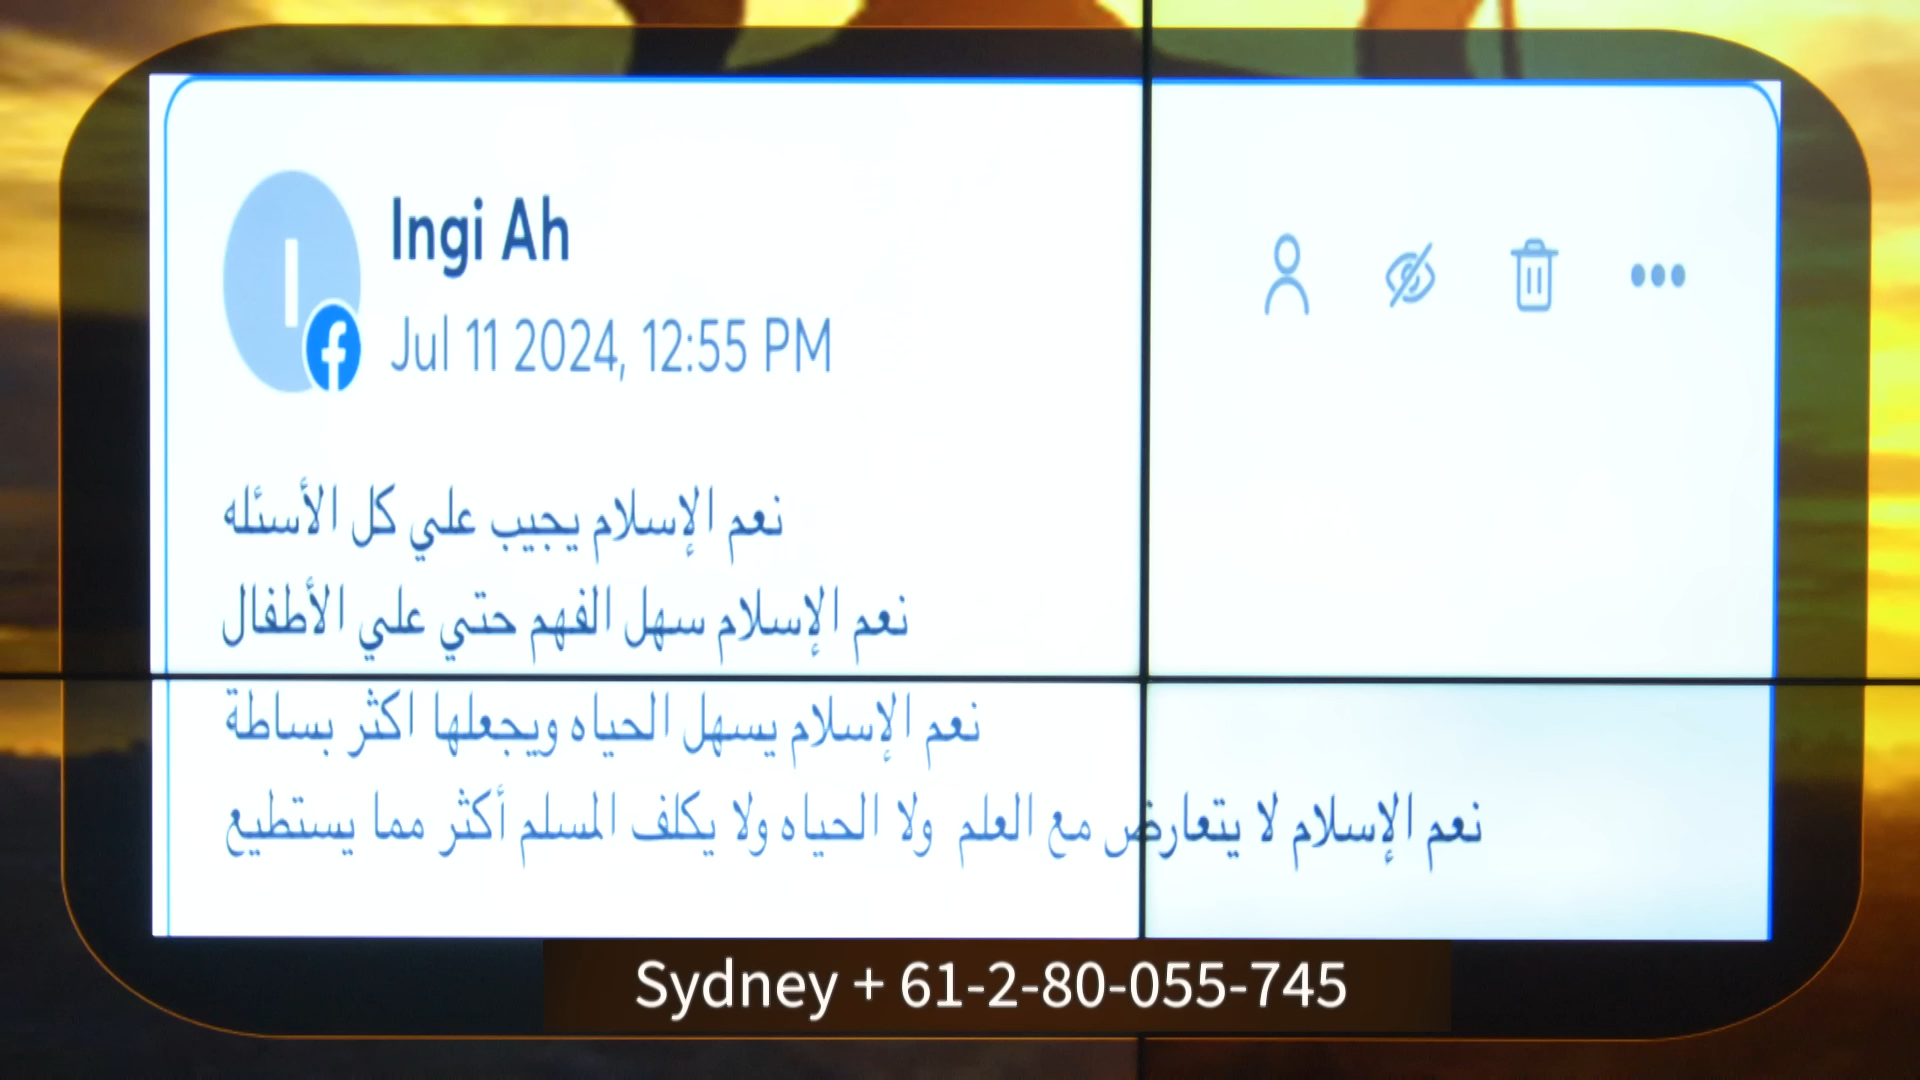 I
Ingi Ah
Jul 11 2024, 12:55 PM
نعم الإسلام يجيب علي كل الأسئله
نعم الإسلام سهل الفهم حتي علي الأطفال
نعم الإسلام يسهل الحياه ويجعلها اكثر بساطة
نعم الإسلام لا يتعارض مع العلم ولا الحياه ولا يكلف المسلم أكثر مما يستطيع
Sydney + 61-2-80-055-745